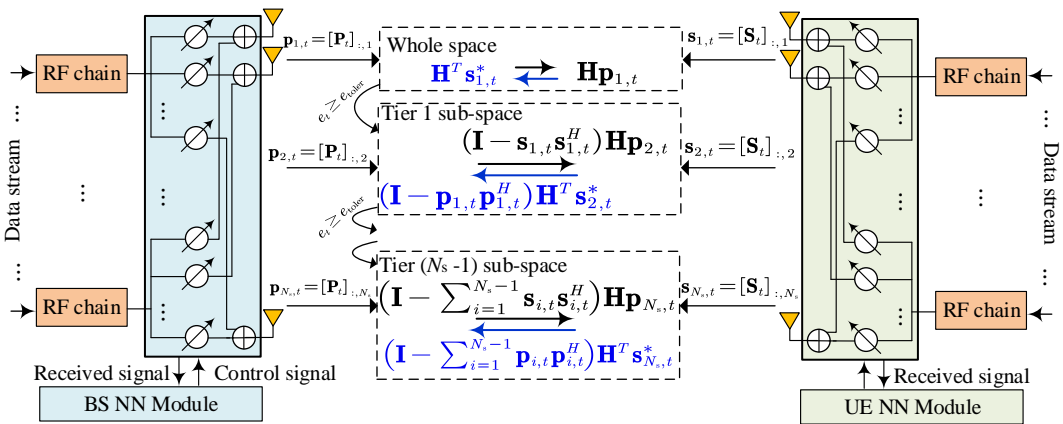 Data stream
...
...
RF chain
...
RF chain
...
...
...
Received signal
Control signal
BS NN Module
p_{1,t}=[P_t]_{:,1}
Whole space
H^T s^*_{1,t} Hp_{1,t}
s_{1,t}=[S_t]_{:,1}
e_t ≥ e_{toler}
Tier 1 sub-space
p_{2,t}=[P_t]_{:,2}
(I − s_{1,t}s^H_{1,t})Hp_{2,t}
(I − p_{1,t}p^H_{1,t})H^T s^*_{2,t}
s_{2,t}=[S_t]_{:,2}
e_t ≥ e_{toler}
Tier (N_s -1) sub-space
p_{N_s,t}=[P_t]_{:,N_s}
(I − ∑^{N_s−1}_{i=1} s_{i,t}s^H_{i,t})Hp_{N_s,t}
(I − ∑^{N_s−1}_{i=1} p_{i,t}p^H_{i,t})H^T s^*_{N_s,t}
s_{N_s,t}=[S_t]_{:,N_s}
...
...
...
RF chain
...
RF chain
...
...
Data stream
Received signal
UE NN Module